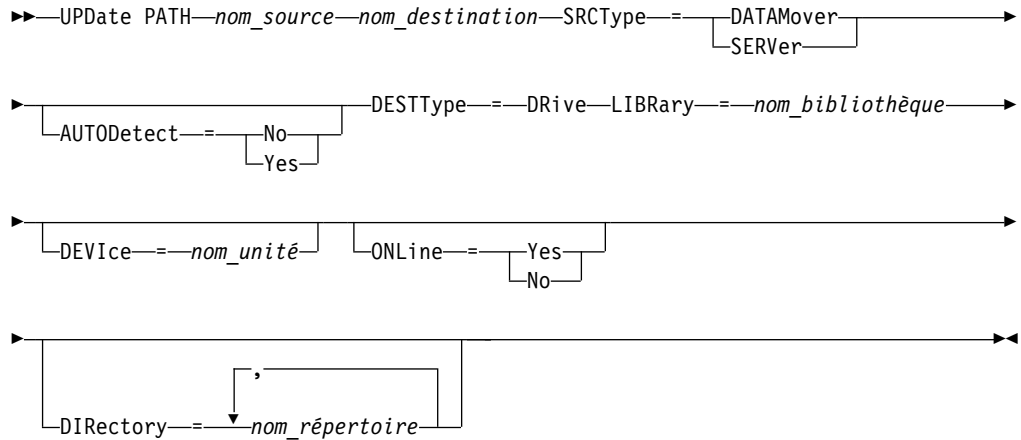 UPDate PATH nom_source nom_destination SRCType = DATAMover
SERVer
AUTODetect = No
Yes
DESTType = DRive LIBRary = nom_bibliothèque
DEVIce = nom_unité
ONLine = Yes
No
,
DIRectory = nom_répertoire